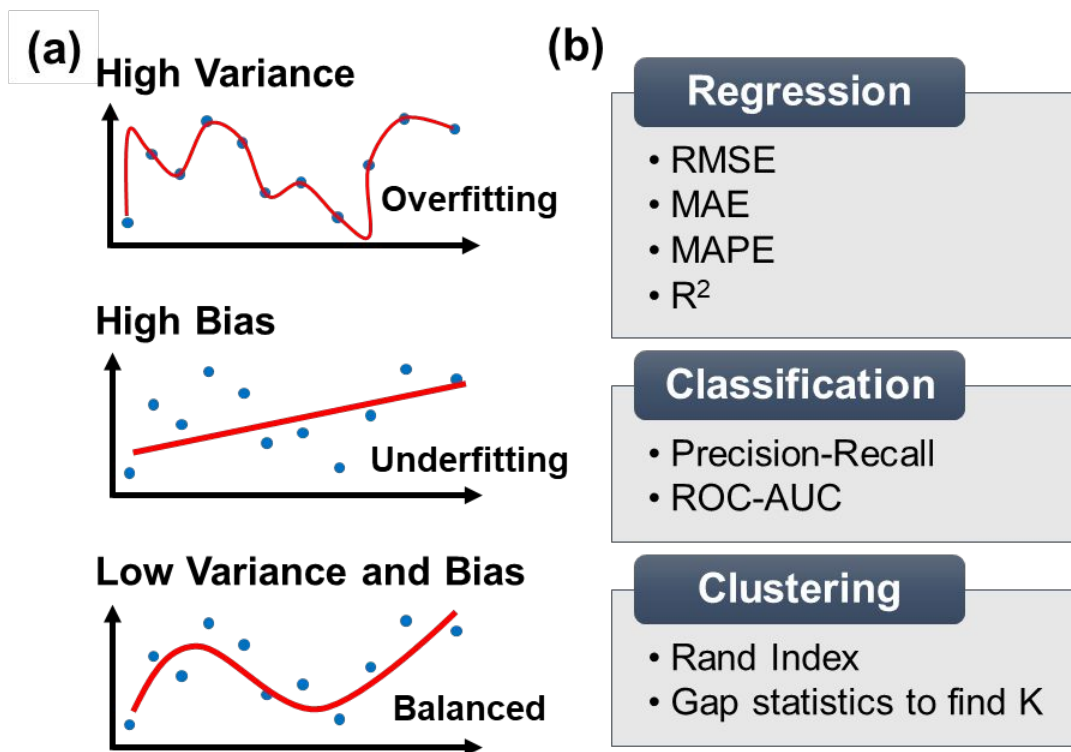 (a)
High Variance
Overfitting
High Bias
Underfitting
Low Variance and Bias
Balanced
(b)
Regression
• RMSE
• MAE
• MAPE
• R²
Classification
• Precision-Recall
• ROC-AUC
Clustering
• Rand Index
• Gap statistics to find K